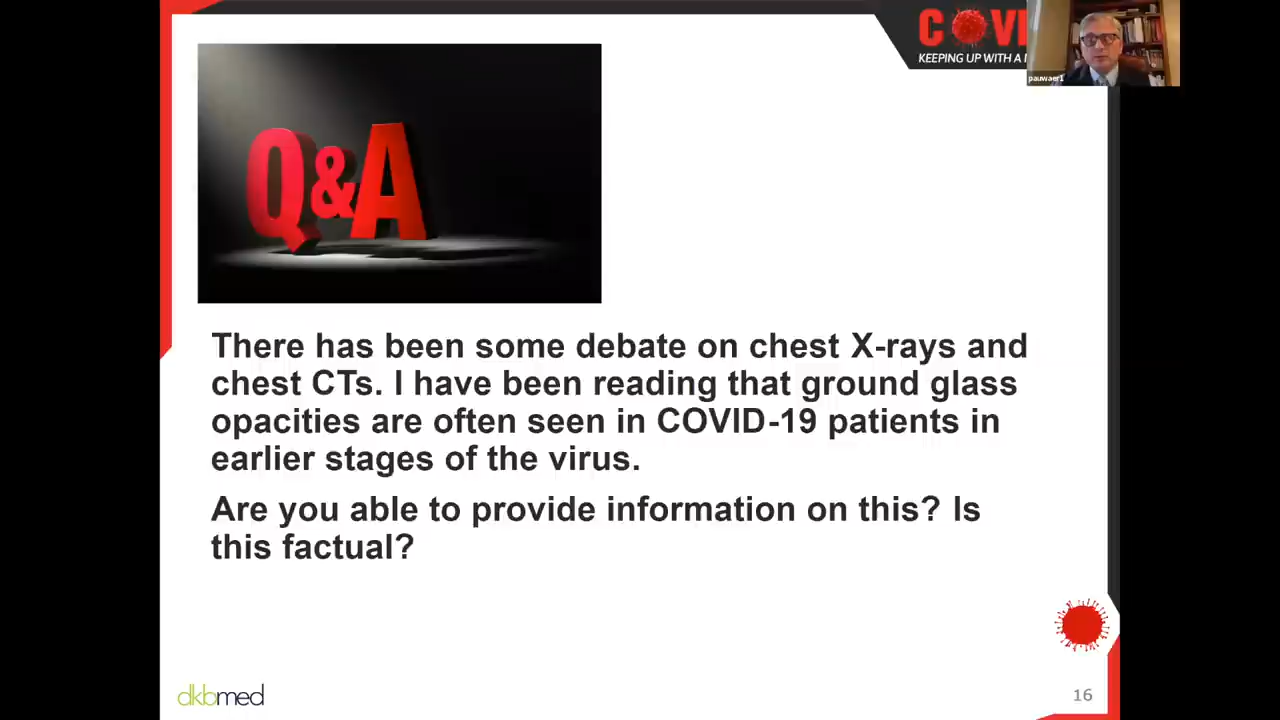 COVI
KEEPING UP WITH A
pauwaer1
Q&A
There has been some debate on chest X-rays and
chest CTs. I have been reading that ground glass
opacities are often seen in COVID-19 patients in
earlier stages of the virus.
Are you able to provide information on this? Is
this factual?
dkbmed
16